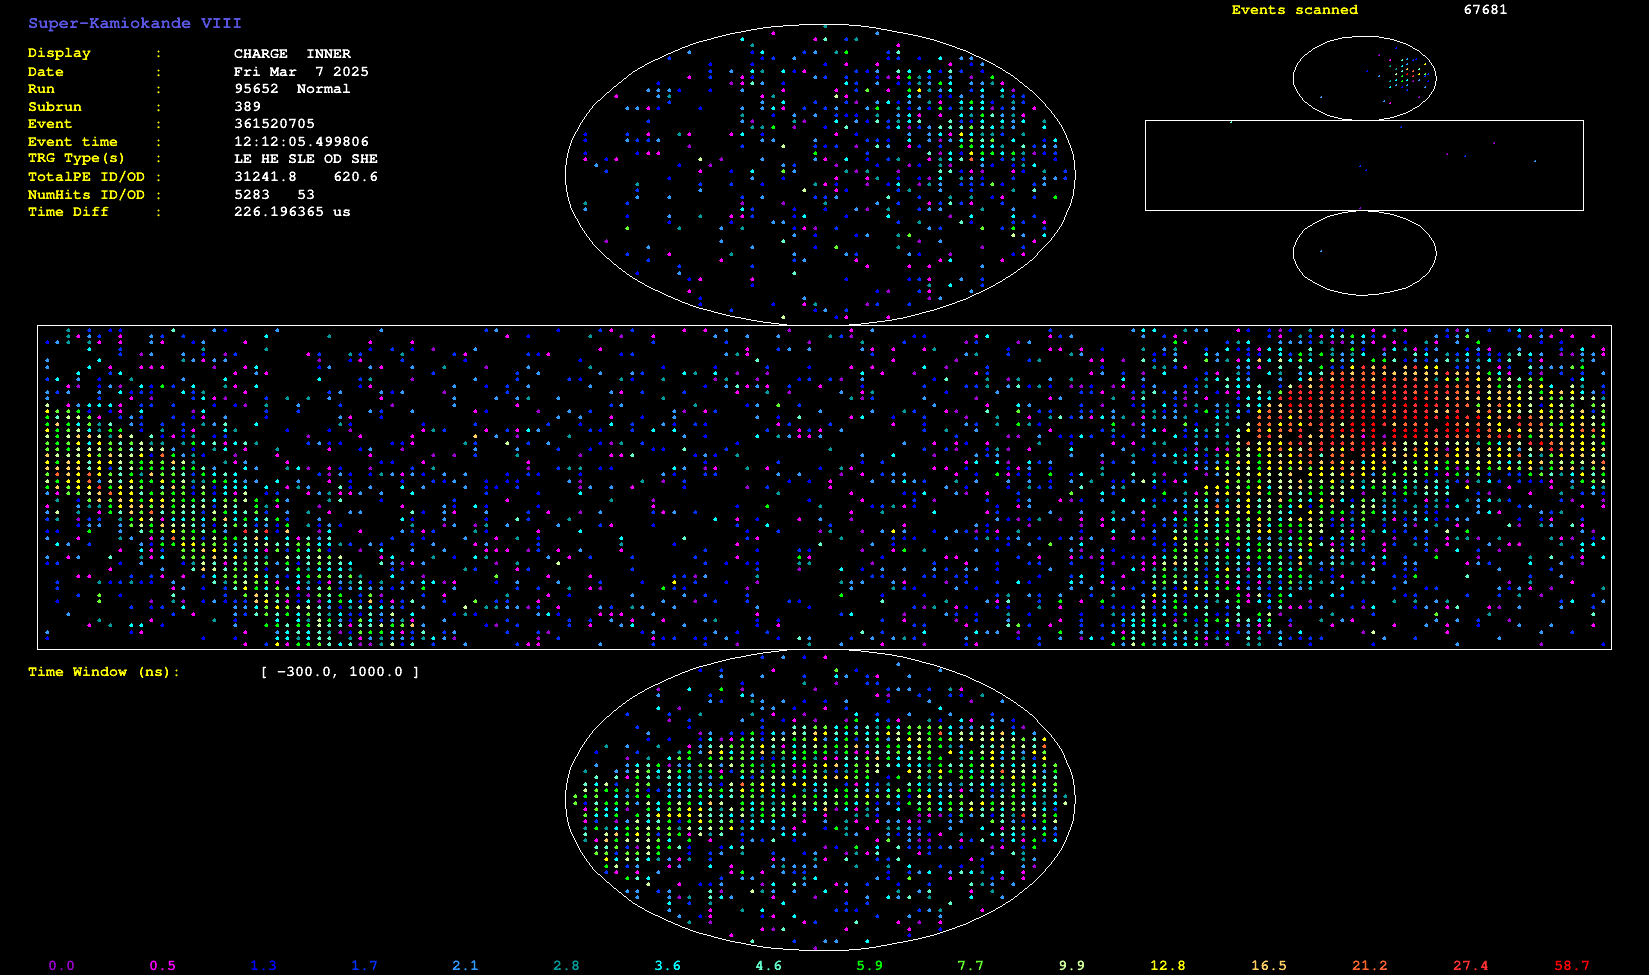 Super-Kamiokande VIII
Events scanned 67681
Display : CHARGE INNER
Date : Fri Mar 7 2025
Run : 95652 Normal
Subrun : 389
Event : 361520705
Event time : 12:12:05.499806
TRG Type(s) : LE HE SLE OD SHE
TotalPE ID/OD : 31241.8 620.6
NumHits ID/OD : 5283 53
Time Diff : 226.196365 us
Time Window (ns): [ -300.0, 1000.0 ]
0.0 0.5 1.3 1.7 2.1 2.8 3.6 4.6 5.9 7.7 9.9 12.8 16.5 21.2 27.4 58.7